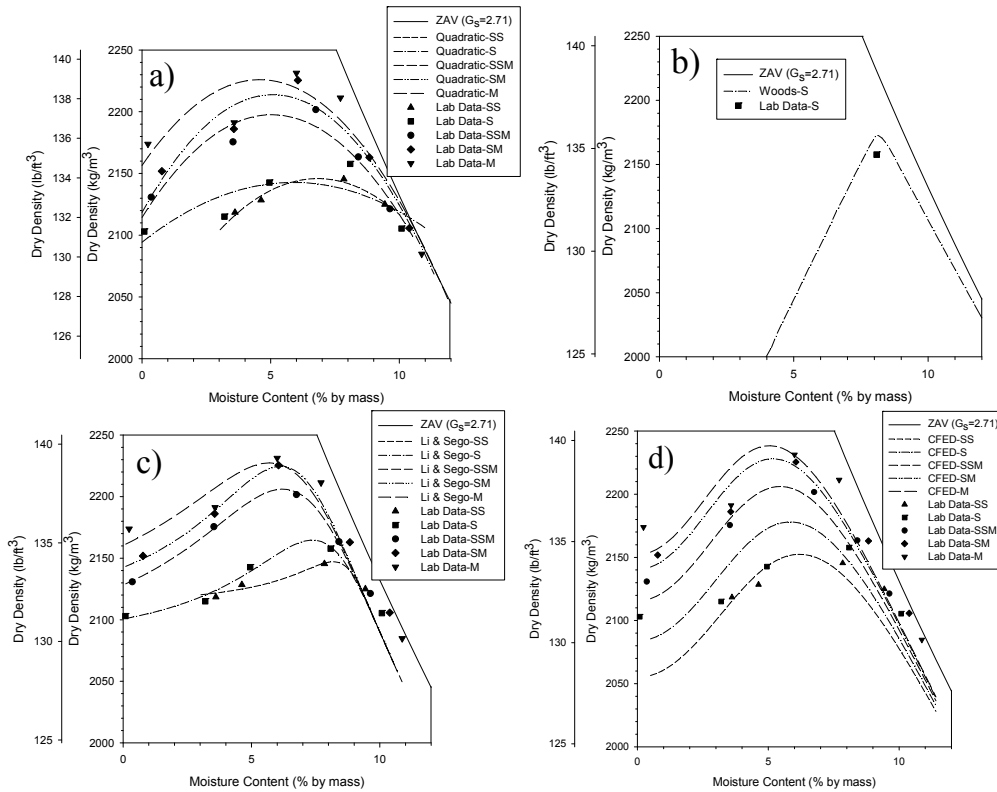 a)
ZAV (GS=2.71)
Quadratic-SS
Quadratic-S
Quadratic-SSM
Quadratic-SM
Quadratic-M
Lab Data-SS
Lab Data-S
Lab Data-SSM
Lab Data-SM
Lab Data-M
Dry Density (lb/ft3)
140
138
136
134
132
130
128
126
Dry Density (kg/m3)
2250
2200
2150
2100
2050
2000
0
5
10
Moisture Content (% by mass)
b)
ZAV (GS=2.71)
Woods-S
Lab Data-S
Dry Density (lb/ft3)
140
135
130
125
Dry Density (kg/m3)
2250
2200
2150
2100
2050
2000
5
10
Moisture Content (% by mass)
c)
ZAV (GS=2.71)
Li & Sego-SS
Li & Sego-S
Li & Sego-SSM
Li & Sego-SM
Li & Sego-M
Lab Data-SS
Lab Data-S
Lab Data-SSM
Lab Data-SM
Lab Data-M
Dry Density (lb/ft3)
140
135
130
125
Dry Density (kg/m3)
2250
2200
2150
2100
2050
2000
0
5
10
Moisture Content (% by mass)
d)
ZAV (GS=2.71)
CFED-SS
CFED-S
CFED-SSM
CFED-SM
CFED-M
Lab Data-SS
Lab Data-S
Lab Data-SSM
Lab Data-SM
Lab Data-M
Dry Density (lb/ft3)
140
135
130
125
Dry Density (kg/m3)
2250
2200
2150
2100
2050
2000
0
5
10
Moisture Content (% by mass)